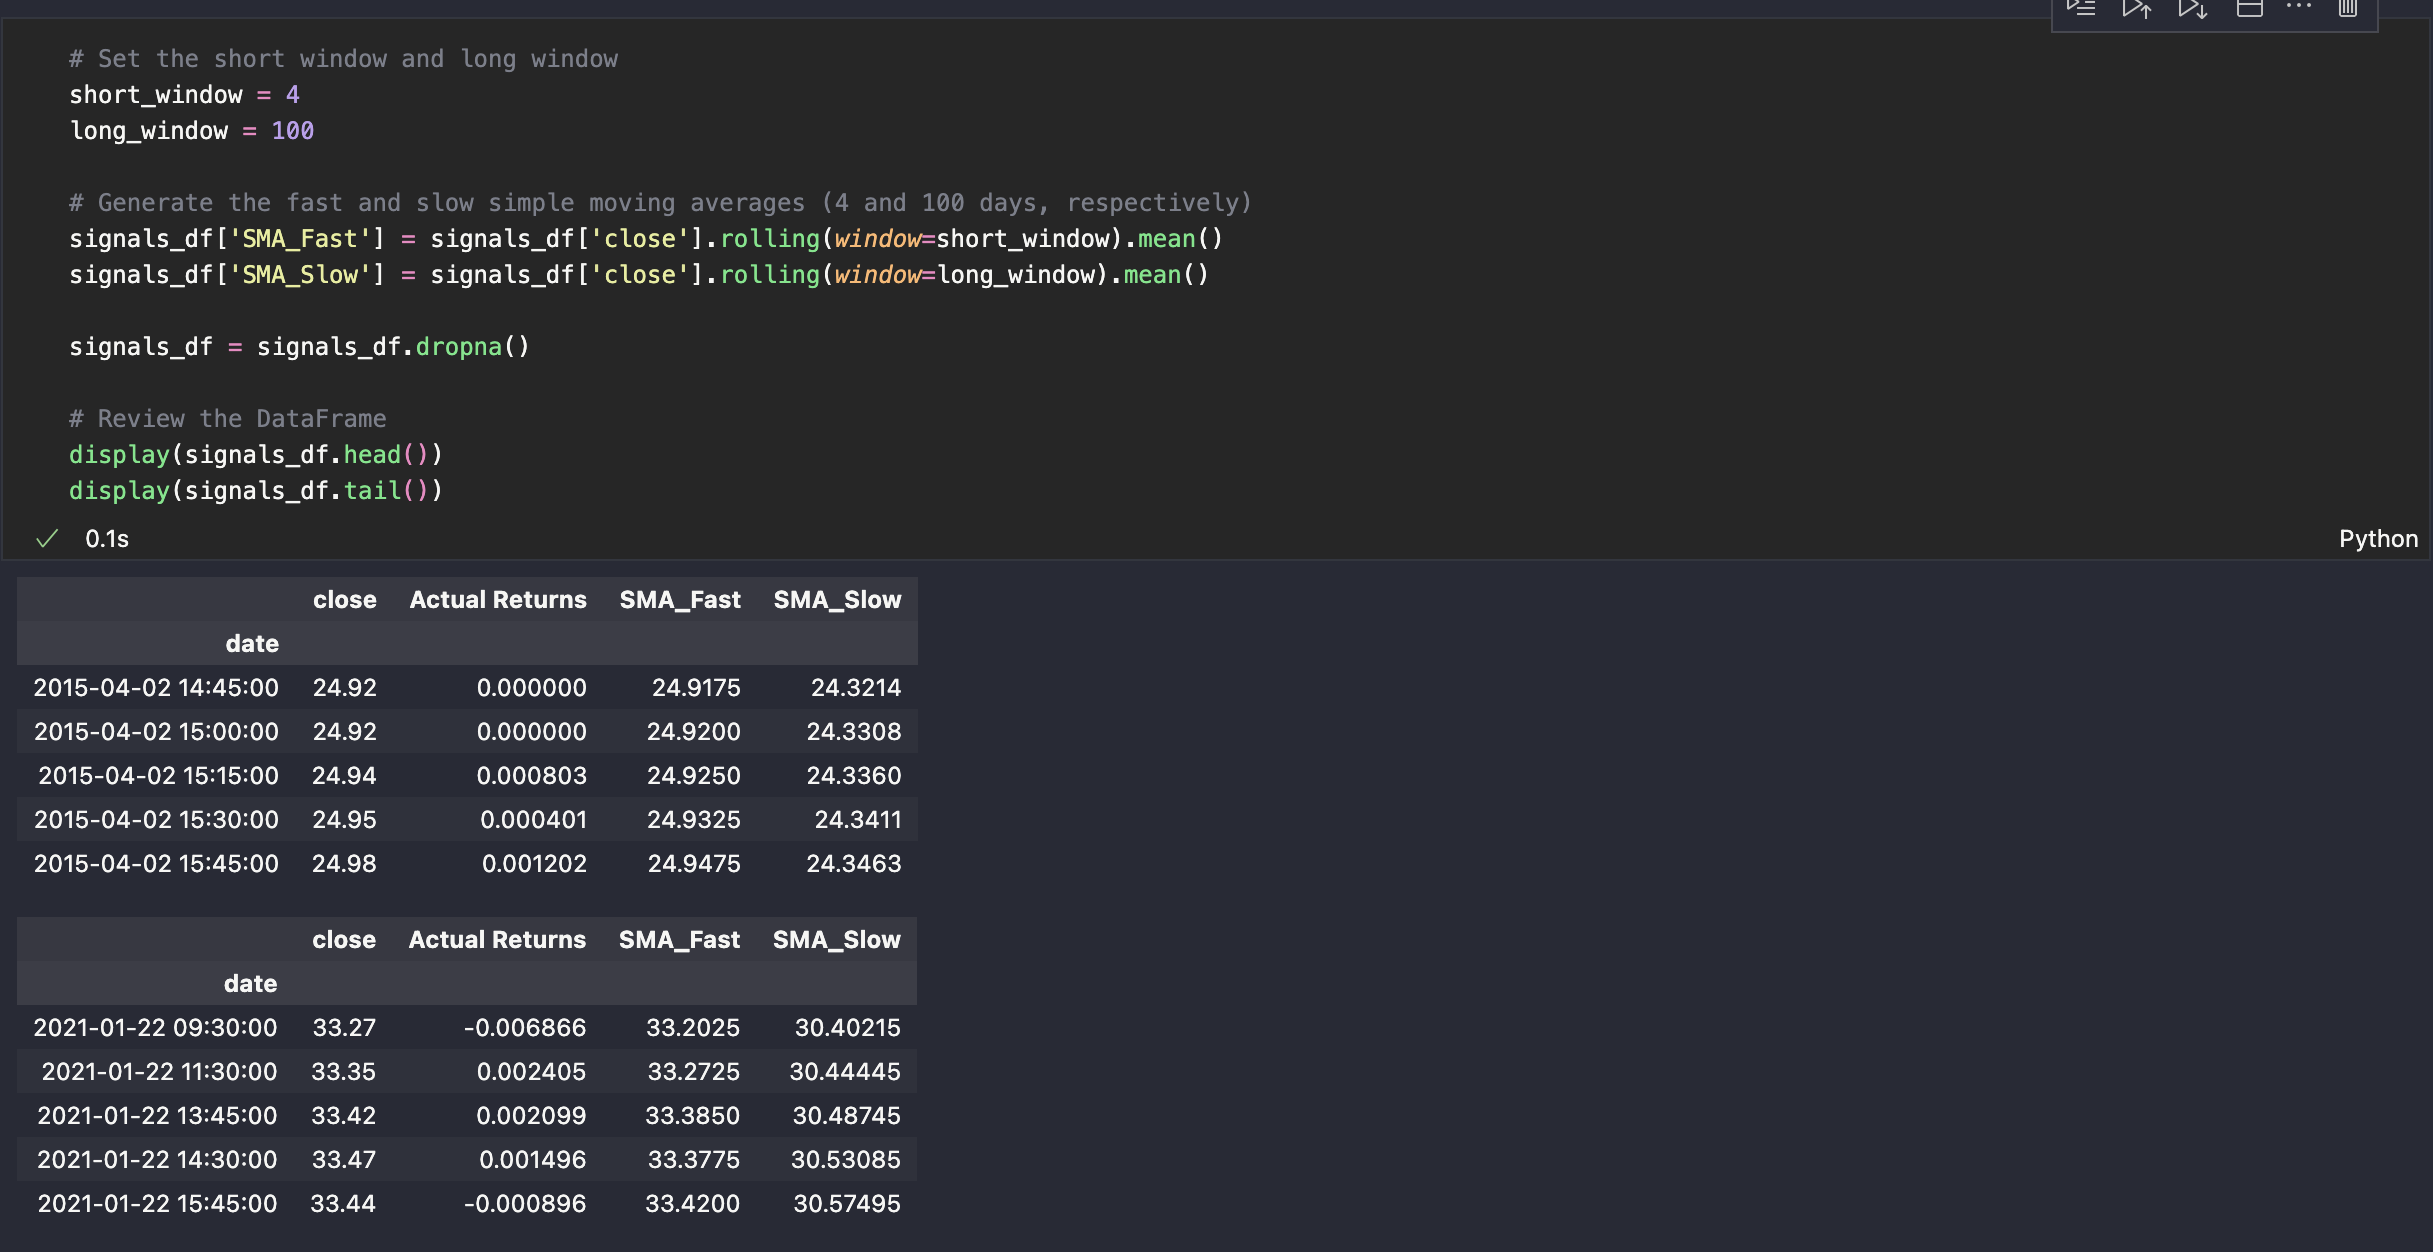 # Set the short window and long window
short_window = 4
long_window = 100
# Generate the fast and slow simple moving averages (4 and 100 days, respectively)
signals_df['SMA_Fast'] = signals_df['close'].rolling(window=short_window).mean()
signals_df['SMA_Slow'] = signals_df['close'].rolling(window=long_window).mean()
signals_df = signals_df.dropna()
# Review the DataFrame
display(signals_df.head())
display(signals_df.tail())
0.1s Python
close Actual Returns SMA_Fast SMA_Slow
date
2015-04-02 14:45:00 24.92 0.000000 24.9175 24.3214
2015-04-02 15:00:00 24.92 0.000000 24.9200 24.3308
2015-04-02 15:15:00 24.94 0.000803 24.9250 24.3360
2015-04-02 15:30:00 24.95 0.000401 24.9325 24.3411
2015-04-02 15:45:00 24.98 0.001202 24.9475 24.3463
close Actual Returns SMA_Fast SMA_Slow
date
2021-01-22 09:30:00 33.27 -0.006866 33.2025 30.40215
2021-01-22 11:30:00 33.35 0.002405 33.2725 30.44445
2021-01-22 13:45:00 33.42 0.002099 33.3850 30.48745
2021-01-22 14:30:00 33.47 0.001496 33.3775 30.53085
2021-01-22 15:45:00 33.44 -0.000896 33.4200 30.57495